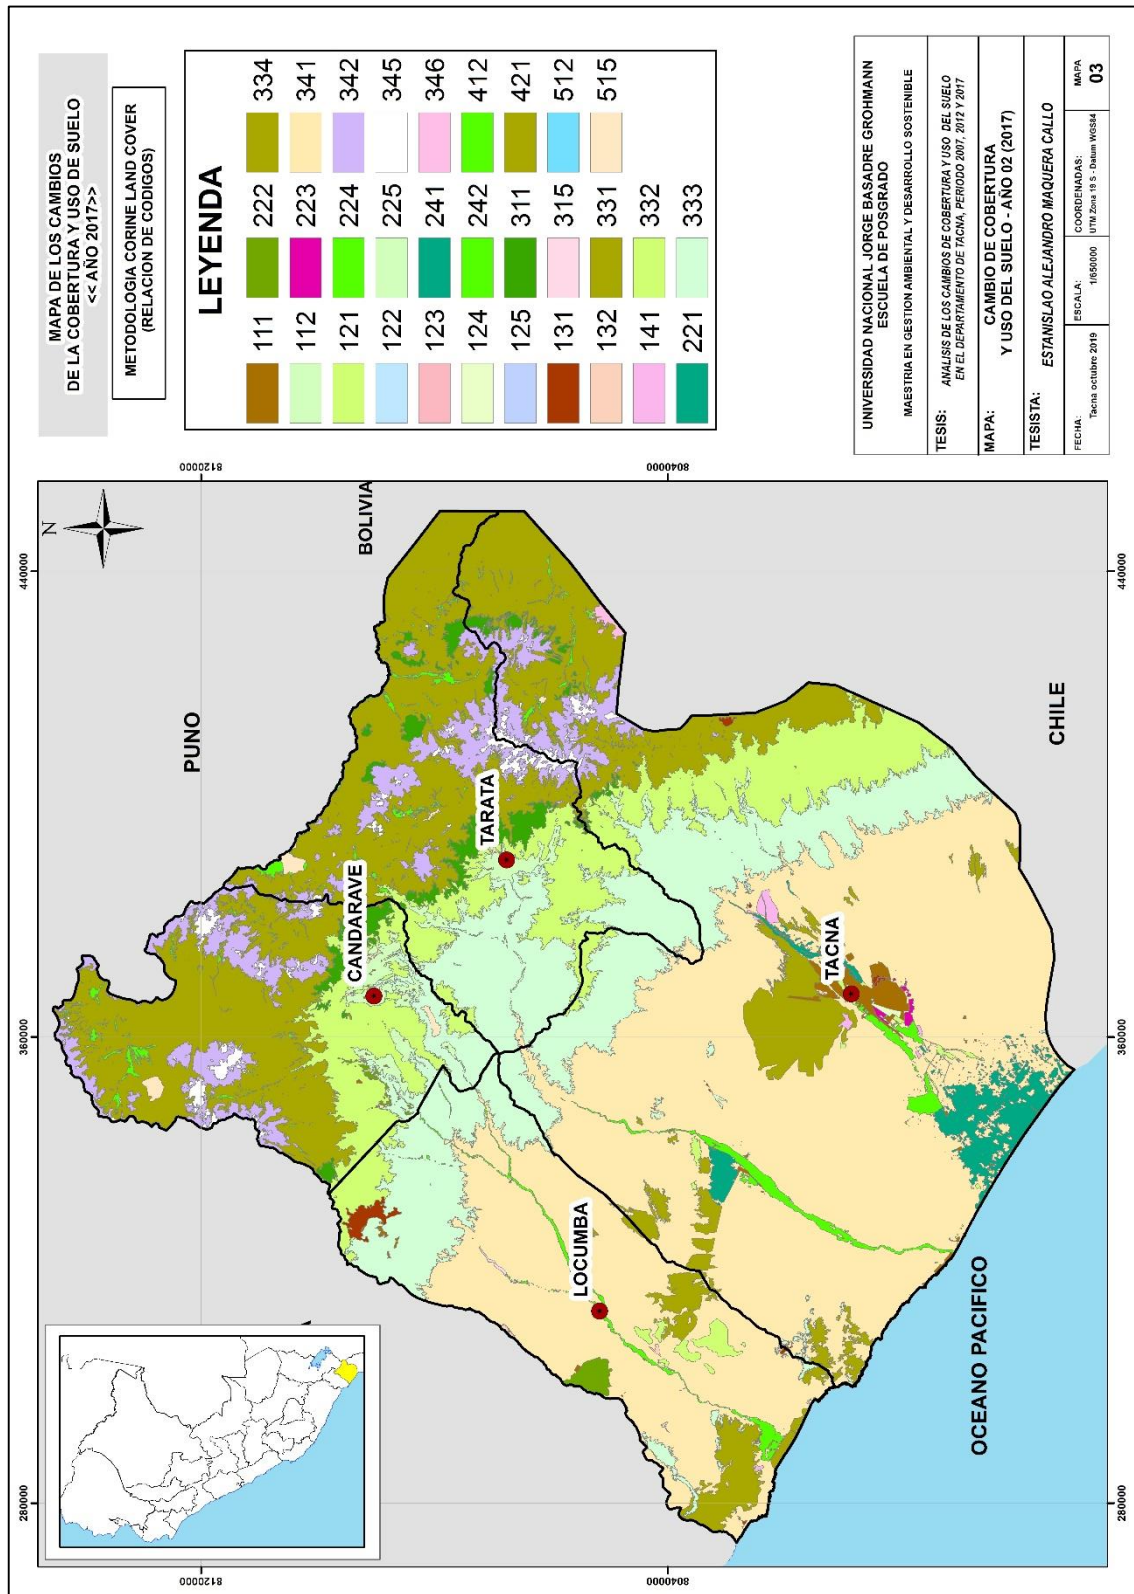 MAPA DE LOS CAMBIOS
DE LA COBERTURA Y USO DE SUELO
<< AÑO 2017>>
METODOLOGIA CORINE LAND COVER
(RELACION DE CODIGOS)
LEYENDA
111 222 334
112 223 341
121 224 342
122 225 345
123 241 346
124 242 412
125 311 421
131 315 512
132 331 515
141 332
221 333
UNIVERSIDAD NACIONAL JORGE BASADRE GROHMANN
ESCUELA DE POSGRADO
MAESTRIA EN GESTION AMBIENTAL Y DESARROLLO SOSTENIBLE
TESIS: ANALISIS DE LOS CAMBIOS DE COBERTURA Y USO DEL SUELO
EN EL DEPARTAMENTO DE TACNA, PERIODO 2007, 2012 Y 2017
MAPA: CAMBIO DE COBERTURA
Y USO DEL SUELO - AÑO 02 (2017)
TESISTA: ESTANISLAO ALEJANDRO MAQUERA CALLO
FECHA: Tacna octubre 2019
ESCALA: 1/650000
COORDENADAS: UTM Zona 19 S - Datum WGS84
MAPA 03
N
280000 360000 440000
8120000
8120000
8040000
8040000
280000 360000 440000
PUNO
BOLIVIA
CANDARAVE
TARATA
LOCUMBA
TACNA
CHILE
OCEANO PACIFICO